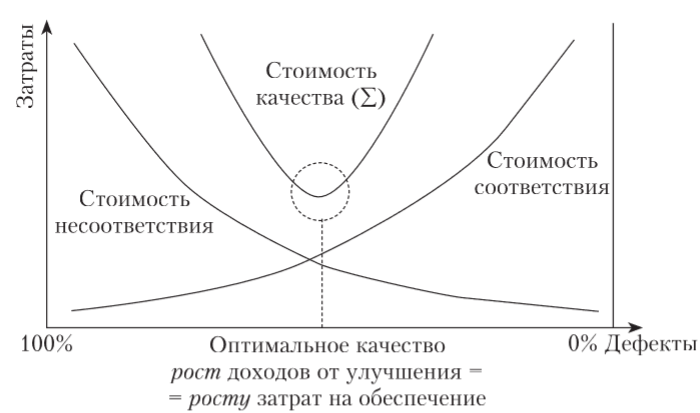 Затраты
Стоимость
качества (Σ)
Стоимость
соответствия
Стоимость
несоответствия
100%
Оптимальное качество
0% Дефекты
рост доходов от улучшения =
= росту затрат на обеспечение